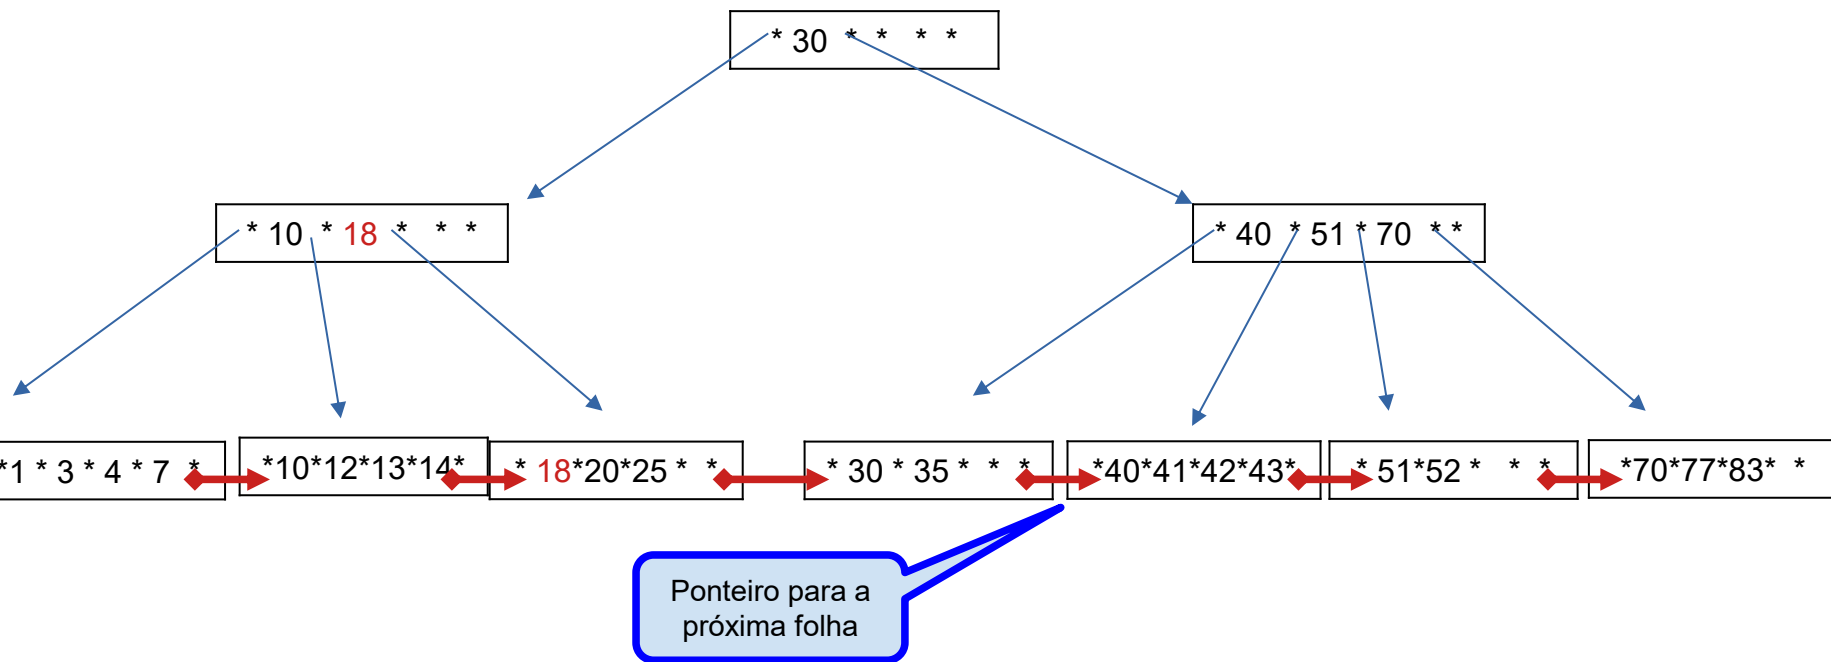 * 30 * * * *
* 10 * 18 * * *
* 40 * 51 * 70 * *
*1 * 3 * 4 * 7 *
*10*12*13*14*
* 18*20*25 * *
* 30 * 35 * * *
*40*41*42*43*
* 51*52 * * *
*70*77*83* *
Ponteiro para a
próxima folha